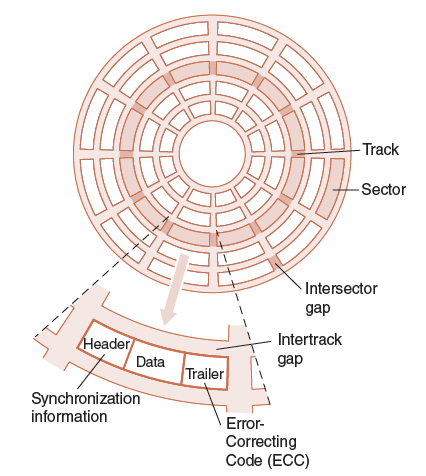 Track
Sector
Intersector
gap
Intertrack
gap
Header
Data
Trailer
Synchronization
information
Error-
Correcting
Code (ECC)